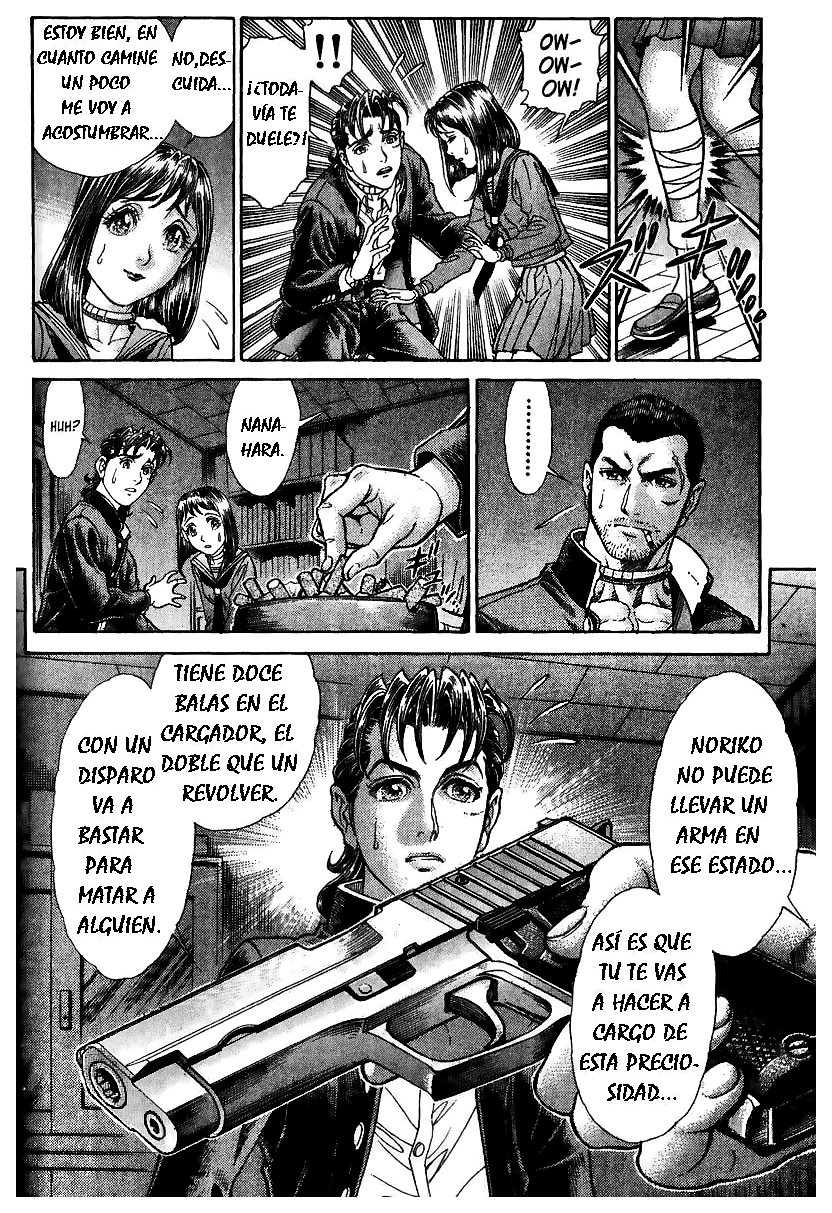 ズキ
OW-
OW-
OW!
!!
¡¿TODA-
VÍA TE
DUELE?!
NO,DES-
CUIDA...
ESTOY BIEN, EN
CUANTO CAMINE
UN POCO
ME VOY A
ACOSTUMBRAR...
.........
NANA-
HARA.
HUH?
NORIKO
NO PUEDE
LLEVAR UN
ARMA EN
ESE ESTADO...
ASÍ ES QUE
TU TE VAS
A HACER A
CARGO DE
ESTA PRECIO-
SIDAD...
TIENE DOCE
BALAS EN EL
CARGADOR, EL
DOBLE QUE UN
REVOLVER.
CON UN
DISPARO
VA A
BASTAR
PARA
MATAR A
ALGUIEN.